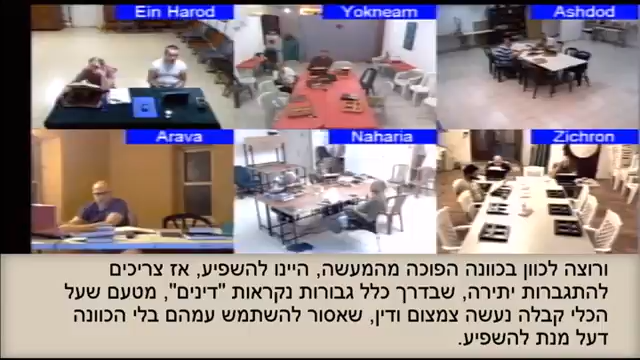 Ein Harod
Yokneam
Ashdod
Arava
Naharia
Zichron
ורוצה לכוון בכוונה הפוכה מהמעשה, היינו להשפיע, אז צריכים
להתגברות יתירה, שבדרך כלל גבורות נקראות "דינים", מטעם שעל
הכלי קבלה נעשה צמצום ודין, שאסור להשתמש עמהם בלי הכוונה
דעל מנת להשפיע.